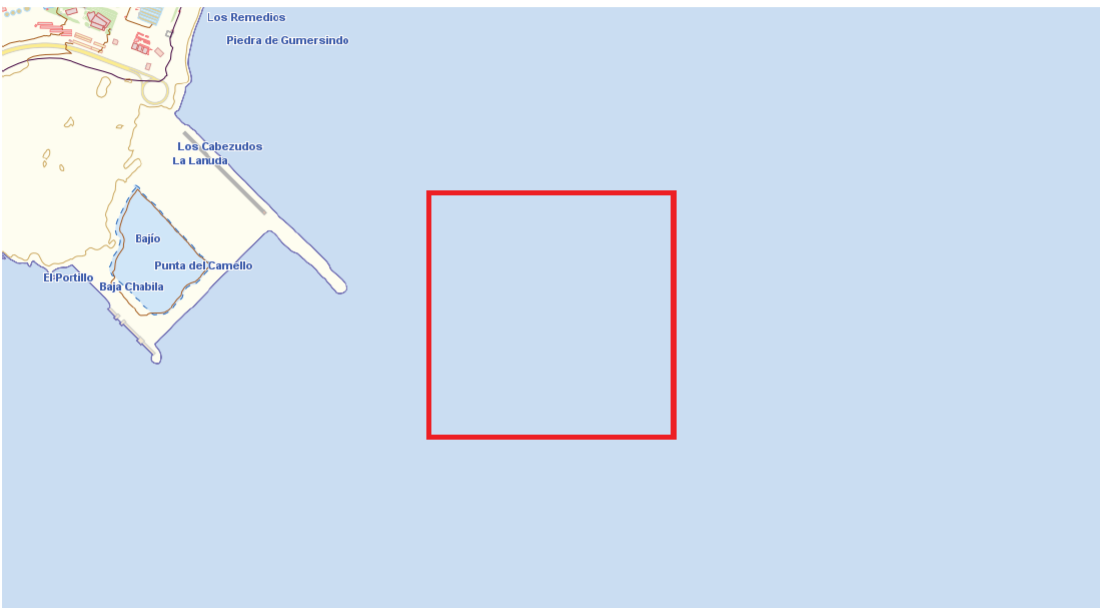 Los Remedios
Piedra de Gumersindo
Los Cabezudos
La Lanuda
Bajío
Punta del Camello
El Portillo
Baja Chabila